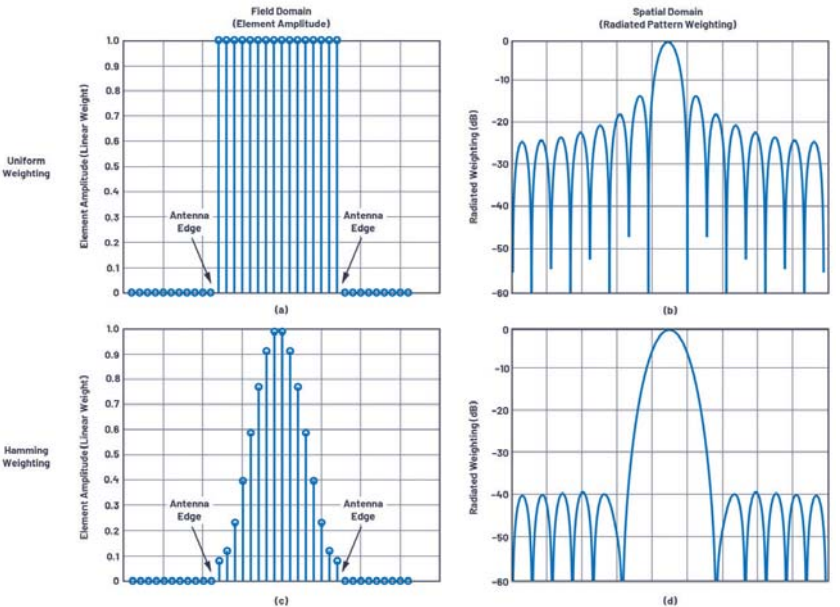 Field Domain
(Element Amplitude)
Spatial Domain
(Radiated Pattern Weighting)
Uniform
Weighting
Element Amplitude (Linear Weight)
1.0
0.9
0.8
0.7
0.6
0.5
0.4
0.3
0.2
0.1
0
Antenna
Edge
Antenna
Edge
(a)
Radiated Weighting (dB)
0
-10
-20
-30
-40
-50
-60
(b)
Hamming
Weighting
Element Amplitude (Linear Weight)
1.0
0.9
0.8
0.7
0.6
0.5
0.4
0.3
0.2
0.1
0
Antenna
Edge
Antenna
Edge
(c)
Radiated Weighting (dB)
0
-10
-20
-30
-40
-50
-60
(d)